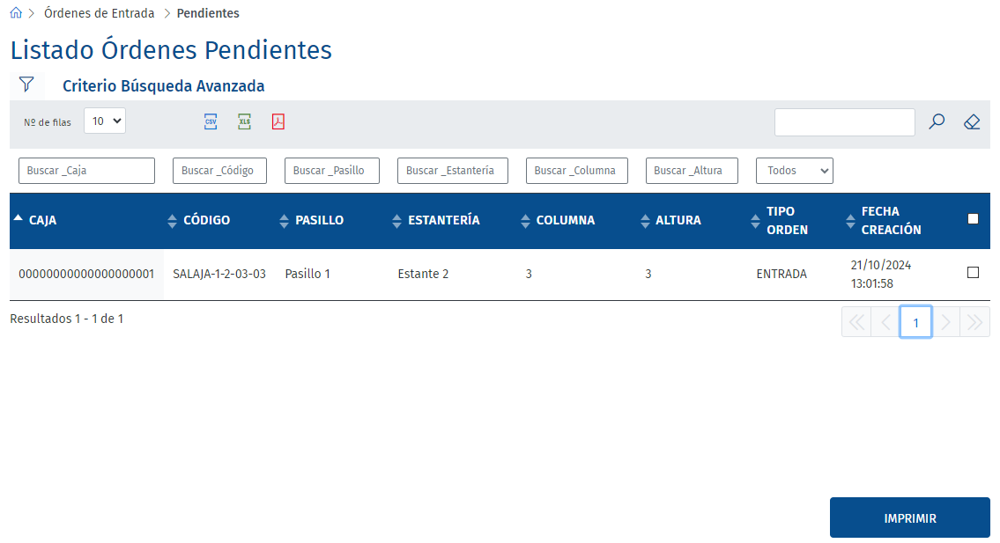 Órdenes de Entrada Pendientes
Listado Órdenes Pendientes
Criterio Búsqueda Avanzada
Nº de filas 10 CSV XLS
Buscar _Caja Buscar _Código Buscar _Pasillo Buscar _Estantería Buscar _Columna Buscar _Altura Todos
CAJA CÓDIGO PASILLO ESTANTERÍA COLUMNA ALTURA TIPO ORDEN FECHA CREACIÓN
00000000000000000001 SALAJA-1-2-03-03 Pasillo 1 Estante 2 3 3 ENTRADA 21/10/2024 13:01:58
Resultados 1 - 1 de 1 1
IMPRIMIR